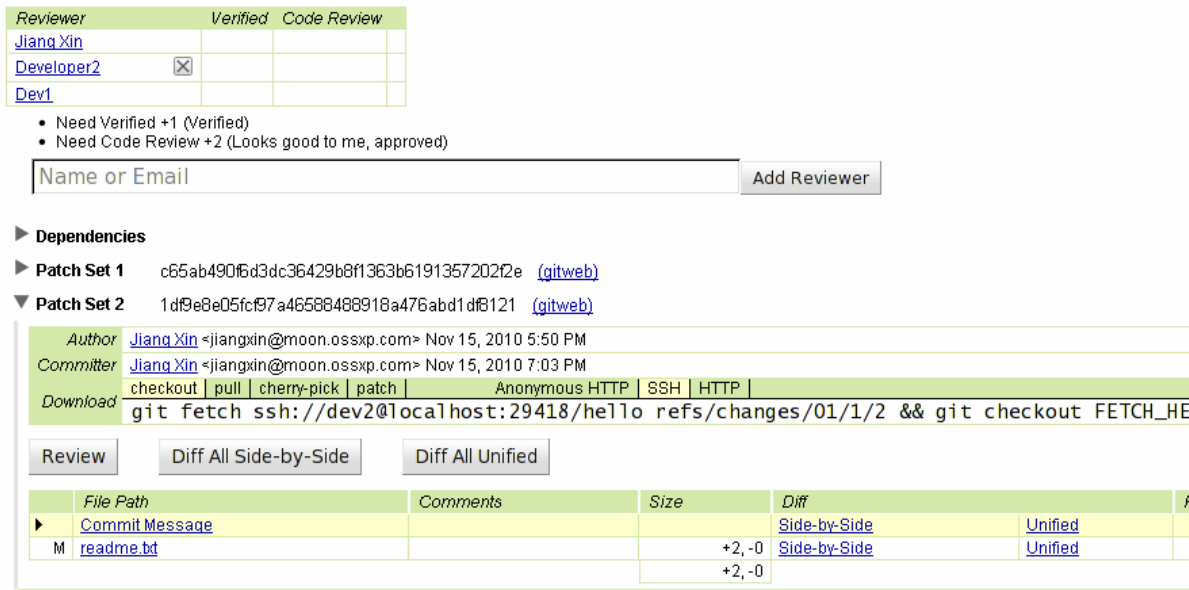 Reviewer Verified Code Review
Jiang Xin
Developer2
Dev1
• Need Verified +1 (Verified)
• Need Code Review +2 (Looks good to me, approved)
Name or Email Add Reviewer
Dependencies
Patch Set 1 c65ab490f6d3dc36429b8f1363b6191357202f2e (gitweb)
Patch Set 2 1df9e8e05fcf97a46588488918a476abd1df8121 (gitweb)
Author Jiang Xin <jiangxin@moon.ossxp.com> Nov 15, 2010 5:50 PM
Committer Jiang Xin <jiangxin@moon.ossxp.com> Nov 15, 2010 7:03 PM
Download checkout | pull | cherry-pick | patch | Anonymous HTTP | SSH | HTTP |
git fetch ssh://dev2@localhost:29418/hello refs/changes/01/1/2 && git checkout FETCH_HE
Review Diff All Side-by-Side Diff All Unified
File Path Comments Size Diff
Commit Message Side-by-Side Unified
M readme.txt +2, -0 Side-by-Side Unified
+2, -0